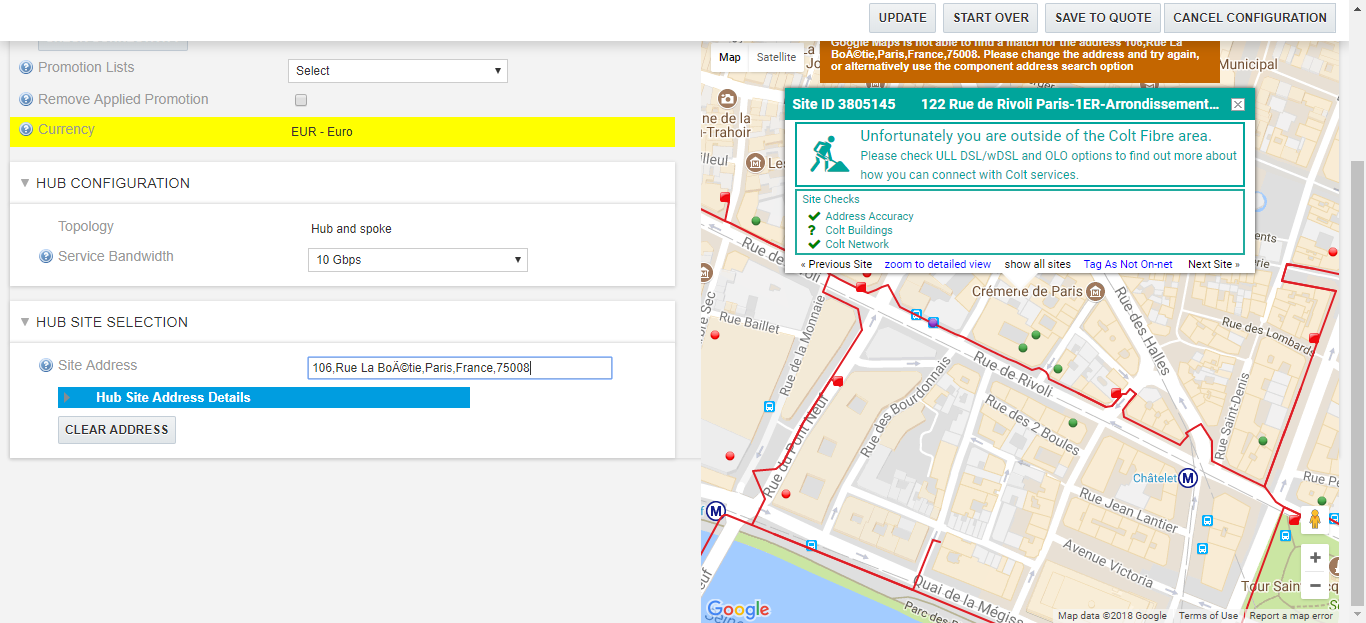 UPDATE
START OVER
SAVE TO QUOTE
CANCEL CONFIGURATION
Promotion Lists
Select
Remove Applied Promotion
Currency
EUR - Euro
HUB CONFIGURATION
Topology
Hub and spoke
Service Bandwidth
10 Gbps
HUB SITE SELECTION
Site Address
106,Rue La BoÃ©tie,Paris,France,75008
Hub Site Address Details
CLEAR ADDRESS
Map
Satellite
Google Maps is not able to find a match for the address 106,Rue La
BoÃ©tie,Paris,France,75008. Please change the address and try again,
or alternatively use the component address search option
Municipal
Site ID 3805145
122 Rue de Rivoli Paris-1ER-Arrondissement...
Unfortunately you are outside of the Colt Fibre area.
Please check ULL DSL/wDSL and OLO options to find out more about
how you can connect with Colt services.
Site Checks
Address Accuracy
? Colt Buildings
Colt Network
« Previous Site
zoom to detailed view
show all sites
Tag As Not On-net
Next Site »
ne de la
-Trahoir
illeul
Les
Rue de
Crémerie de Paris
Rue des Halles
Rue Baillet
Rue de la Monnaie
Rue des Lombards
Rue de Rivoli
Rue des Bourdonnais
Rue Saint-Denis
Rue des 2 Boules
Rue du Pont Neuf
Châtelet
M
Rue Jean Lantier
M
Avenue Victoria
Quai de la Mégiss
Parc des
Tour Saint
+
−
Google
Map data ©2018 Google
Terms of Use
Report a map error